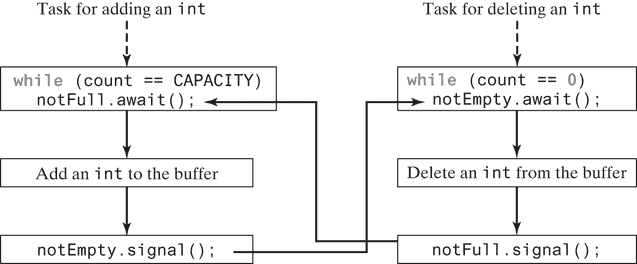 Task for adding an int
while (count == CAPACITY)
notFull.await();
Add an int to the buffer
notEmpty.signal();
Task for deleting an int
while (count == 0)
notEmpty.await();
Delete an int from the buffer
notFull.signal();